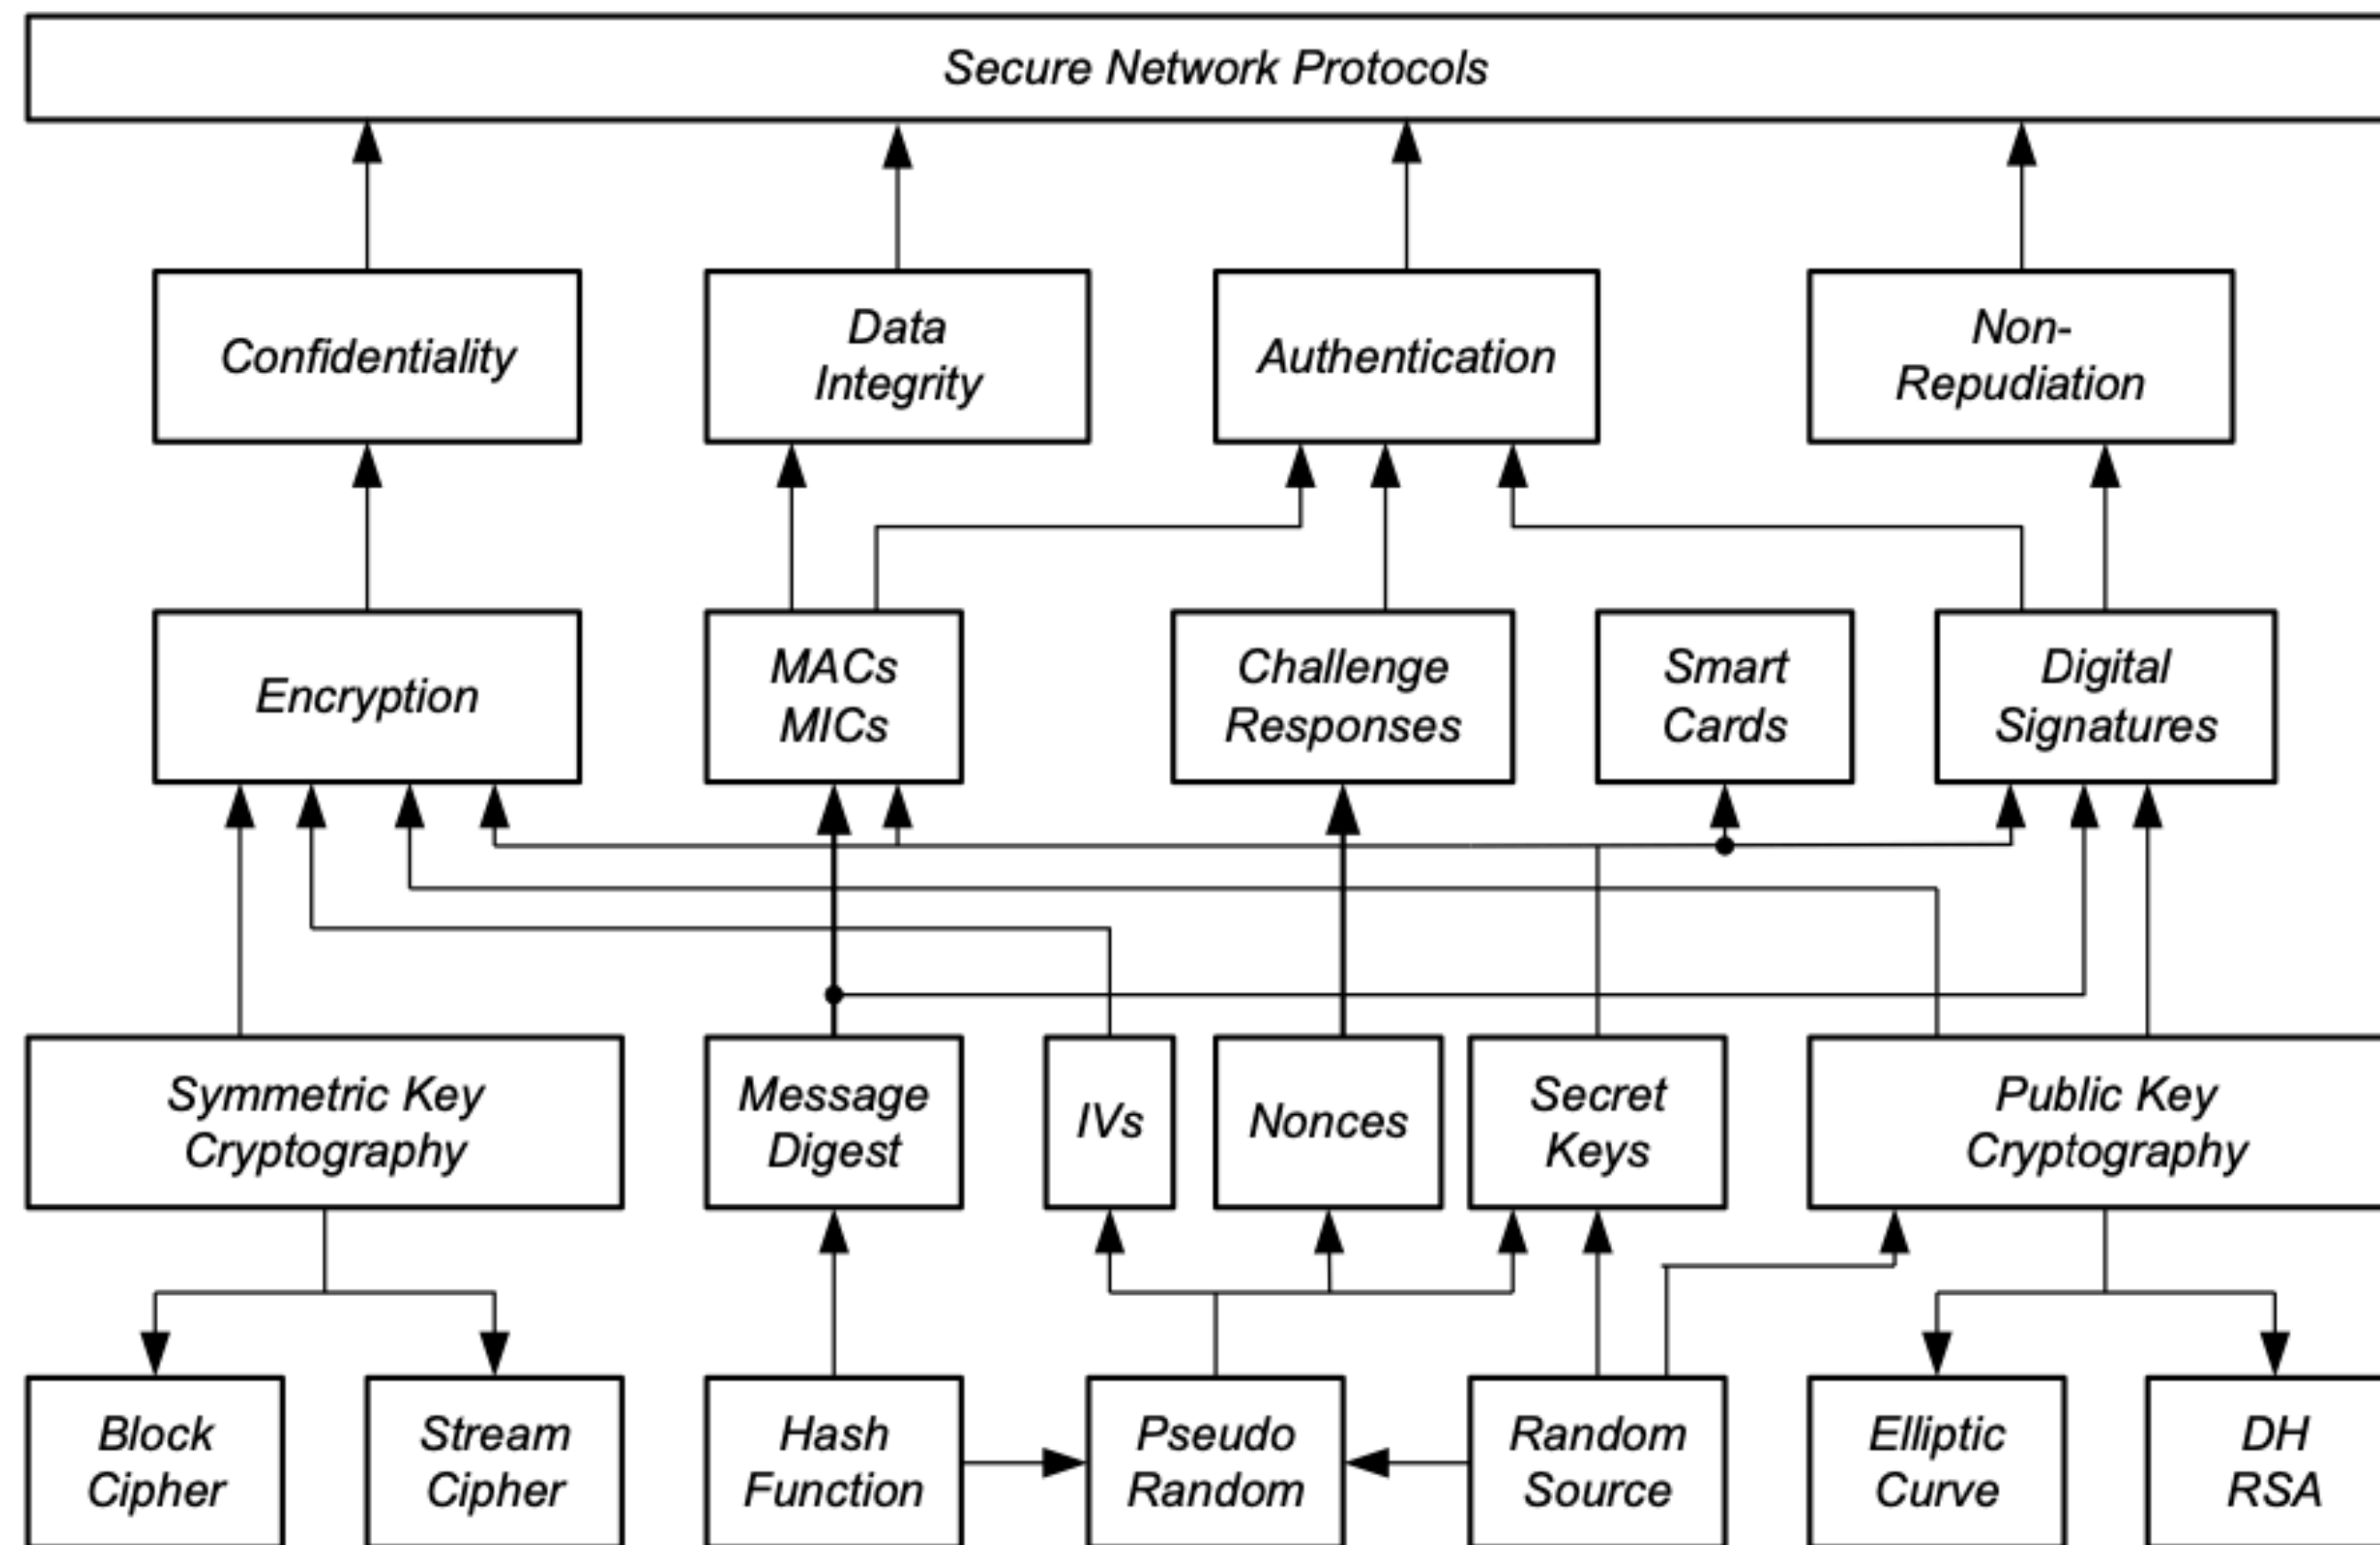 Secure Network Protocols
Confidentiality
Data
Integrity
Authentication
Non-
Repudiation
Encryption
MACs
MICs
Challenge
Responses
Smart
Cards
Digital
Signatures
Symmetric Key
Cryptography
Message
Digest
IVs
Nonces
Secret
Keys
Public Key
Cryptography
Block
Cipher
Stream
Cipher
Hash
Function
Pseudo
Random
Random
Source
Elliptic
Curve
DH
RSA